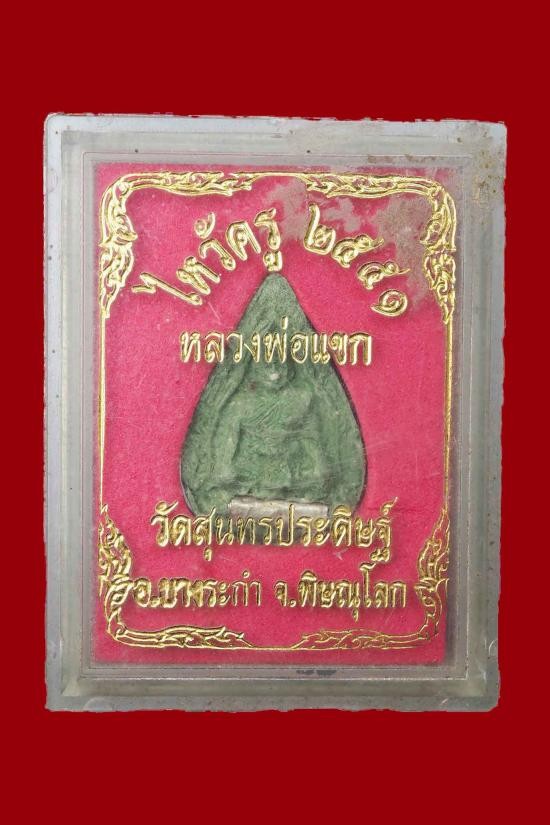 ไหว้ครู ๒๕๕๑
หลวงพ่อแขก
วัดสุนทรประดิษฐ์
อ.บางระกำ จ.พิษณุโลก